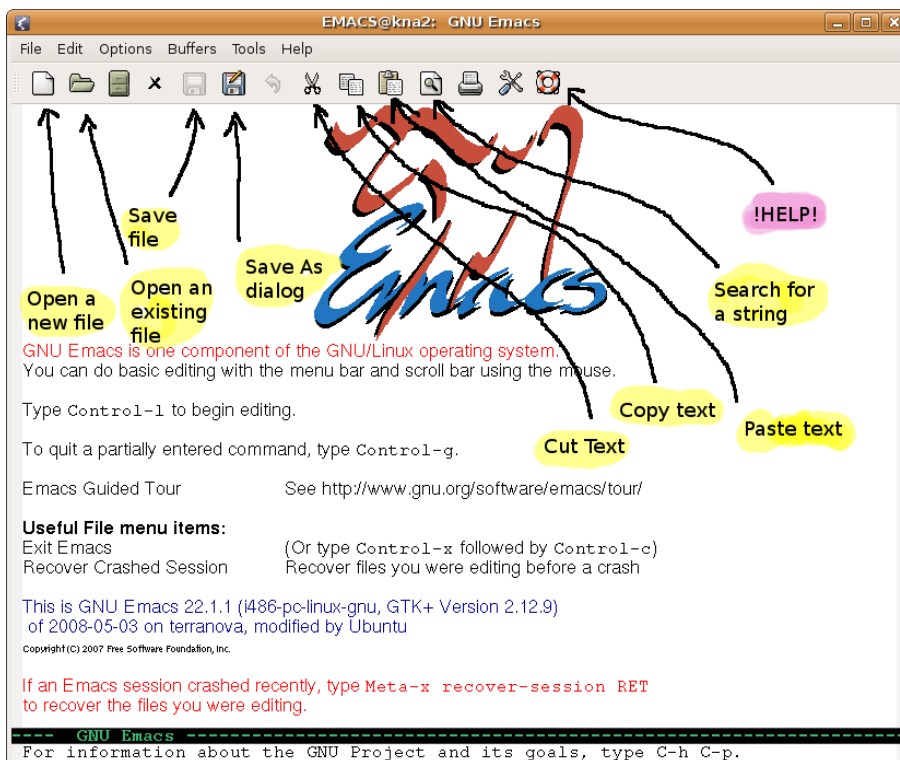 EMACS@kna2: GNU Emacs
File Edit Options Buffers Tools Help
!HELP!
Save
file
Save As
dialog
Open a
new file
Open an
existing
file
Search for
a string
Emacs
GNU Emacs is one component of the GNU/Linux operating system.
You can do basic editing with the menu bar and scroll bar using the mouse.
Copy text
Paste text
Cut Text
Type Control-l to begin editing.
To quit a partially entered command, type Control-g.
Emacs Guided Tour See http://www.gnu.org/software/emacs/tour/
Useful File menu items:
Exit Emacs (Or type Control-x followed by Control-c)
Recover Crashed Session Recover files you were editing before a crash
This is GNU Emacs 22.1.1 (i486-pc-linux-gnu, GTK+ Version 2.12.9)
of 2008-05-03 on terranova, modified by Ubuntu
Copyright (C) 2007 Free Software Foundation, Inc.
If an Emacs session crashed recently, type Meta-x recover-session RET
to recover the files you were editing.
---- GNU Emacs ----------------------------------------------------------------------
For information about the GNU Project and its goals, type C-h C-p.